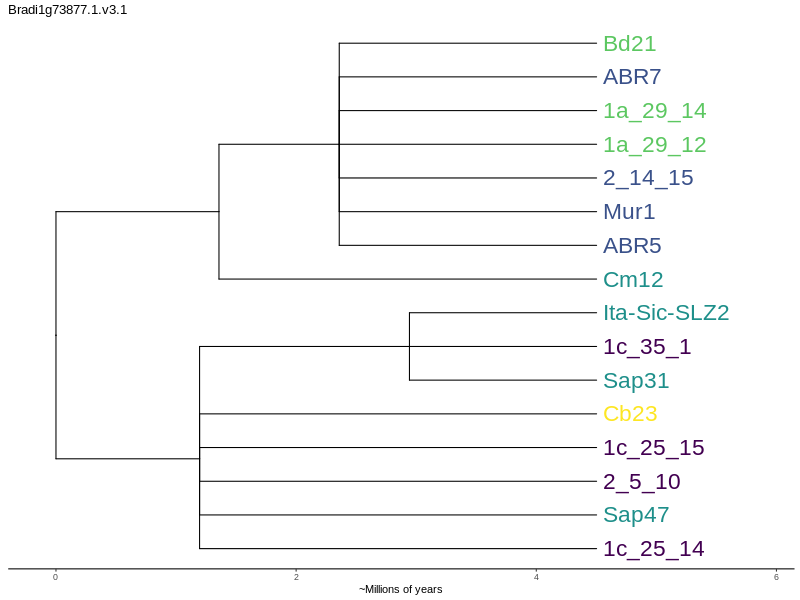 Bradi1g73877.1.v3.1
Bd21
ABR7
1a_29_14
1a_29_12
2_14_15
Mur1
ABR5
Cm12
Ita-Sic-SLZ2
1c_35_1
Sap31
Cb23
1c_25_15
2_5_10
Sap47
1c_25_14
0 2 4 6
~Millions of years